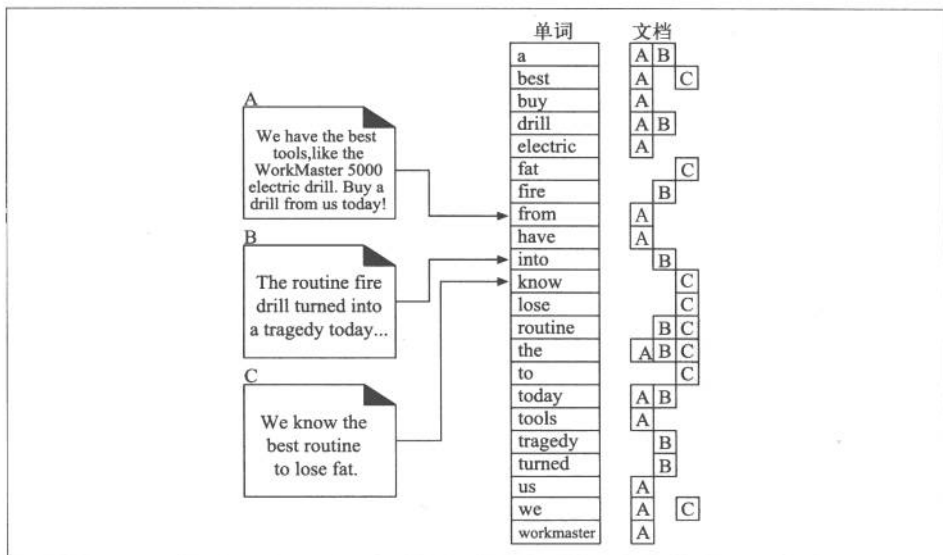 A
We have the best
tools,like the
WorkMaster 5000
electric drill. Buy a
drill from us today!
B
The routine fire
drill turned into
a tragedy today...
C
We know the
best routine
to lose fat.
单词 文档
a A B
best A C
buy A
drill A B
electric A
fat C
fire B
from A
have A
into B
know C
lose C
routine B C
the A B C
to C
today A B
tools A
tragedy B
turned B
us A
we A C
workmaster A